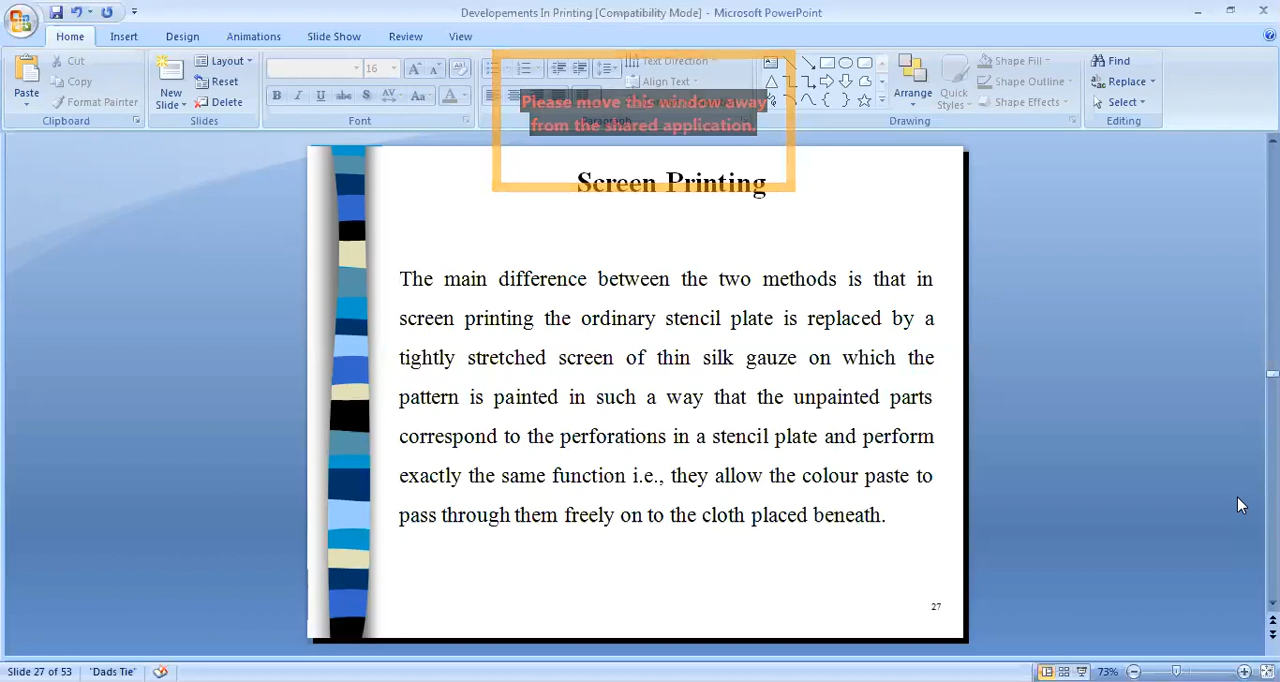 Developements In Printing [Compatibility Mode] - Microsoft PowerPoint
Home Insert Design Animations Slide Show Review View
Paste
Cut
Copy
Format Painter
Clipboard
New Slide
Layout
Reset
Delete
Slides
16
B I U abc S AV Aa A
Font
Text Direction
Align Text
Paragraph
Please move this window away
from the shared application.
Arrange
Quick Styles
Shape Fill
Shape Outline
Shape Effects
Drawing
Find
Replace
Select
Editing
Screen Printing
The main difference between the two methods is that in
screen printing the ordinary stencil plate is replaced by a
tightly stretched screen of thin silk gauze on which the
pattern is painted in such a way that the unpainted parts
correspond to the perforations in a stencil plate and perform
exactly the same function i.e., they allow the colour paste to
pass through them freely on to the cloth placed beneath.
27
Slide 27 of 53 "Dads Tie" 73%